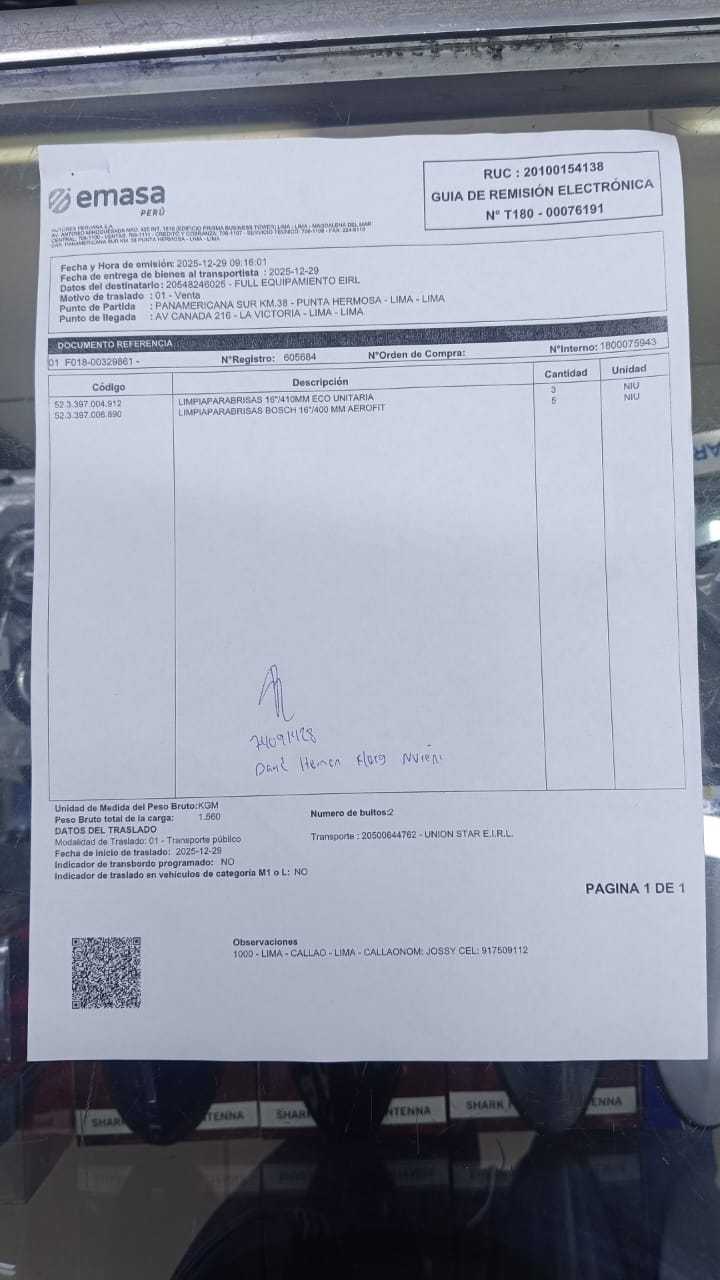 emasa
PERÚ
RUC : 20100154138
GUIA DE REMISIÓN ELECTRÓNICA
N° T180 - 00076191
AUTOREX PERUANA S.A.
Fecha y Hora de emisión: 2025-12-29 09:16:01
Fecha de entrega de bienes al transportista : 2025-12-29
Datos del destinatario : 20548246025 - FULL EQUIPAMIENTO EIRL
Motivo de traslado : 01 - Venta
Punto de Partida : PANAMERICANA SUR KM.38 - PUNTA HERMOSA - LIMA - LIMA
Punto de llegada : AV CANADA 216 - LA VICTORIA - LIMA - LIMA
DOCUMENTO REFERENCIA
01 F018-00329861 - N°Registro: 605684 N°Orden de Compra: N°Interno: 1800075943
Código Descripción Cantidad Unidad
52.3.397.004.912 LIMPIAPARABRISAS 16"/410MM ECO UNITARIA 3 NIU
52.3.397.006.890 LIMPIAPARABRISAS BOSCH 16"/400 MM AEROFIT 5 NIU
Unidad de Medida del Peso Bruto:KGM
Peso Bruto total de la carga: 1.560
Numero de bultos:2
DATOS DEL TRASLADO
Modalidad de Traslado: 01 - Transporte público
Transporte : 20500644762 - UNION STAR E.I.R.L.
Fecha de inicio de traslado: 2025-12-29
Indicador de transbordo programado: NO
Indicador de traslado en vehículos de categoría M1 o L: NO
PAGINA 1 DE 1
Observaciones
1000 - LIMA - CALLAO - LIMA - CALLAONOM: JOSSY CEL: 917509112
SHARK